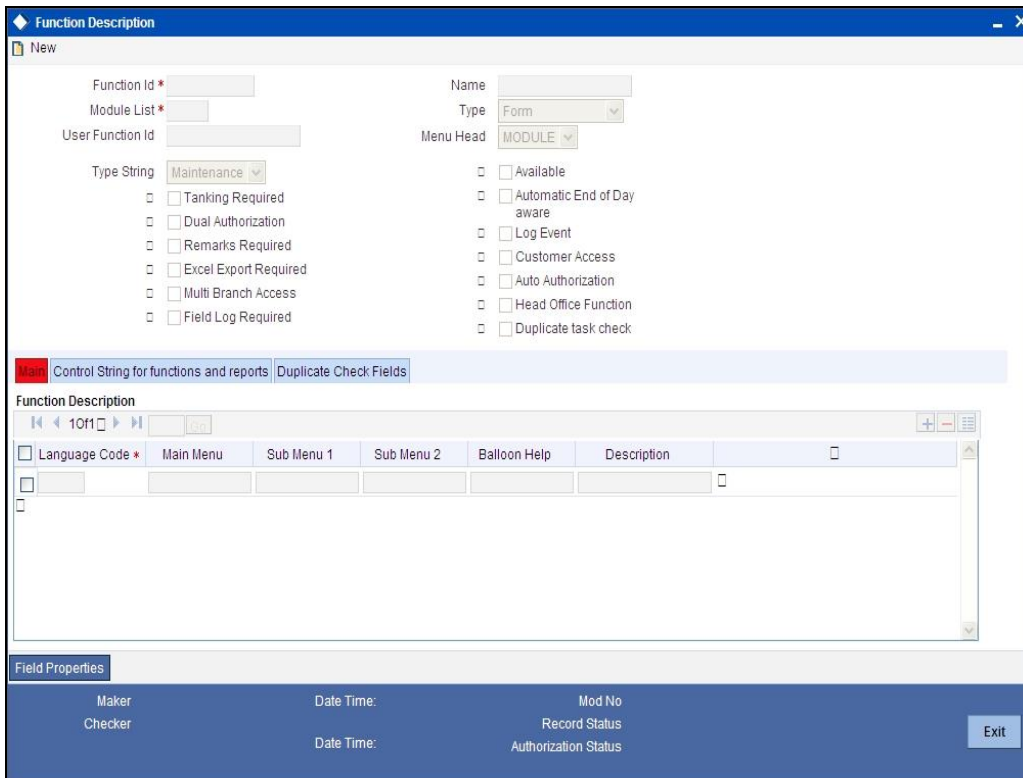 Function Description
New
Function Id *
Name
Module List *
Type Form
User Function Id
Menu Head MODULE
Type String Maintenance
Available
Tanking Required
Automatic End of Day
aware
Dual Authorization
Log Event
Remarks Required
Customer Access
Excel Export Required
Auto Authorization
Multi Branch Access
Head Office Function
Field Log Required
Duplicate task check
Main Control String for functions and reports Duplicate Check Fields
Function Description
1Of1 Go
Language Code * Main Menu Sub Menu 1 Sub Menu 2 Balloon Help Description
Field Properties
Maker Date Time: Mod No
Checker Record Status
Date Time: Authorization Status
Exit